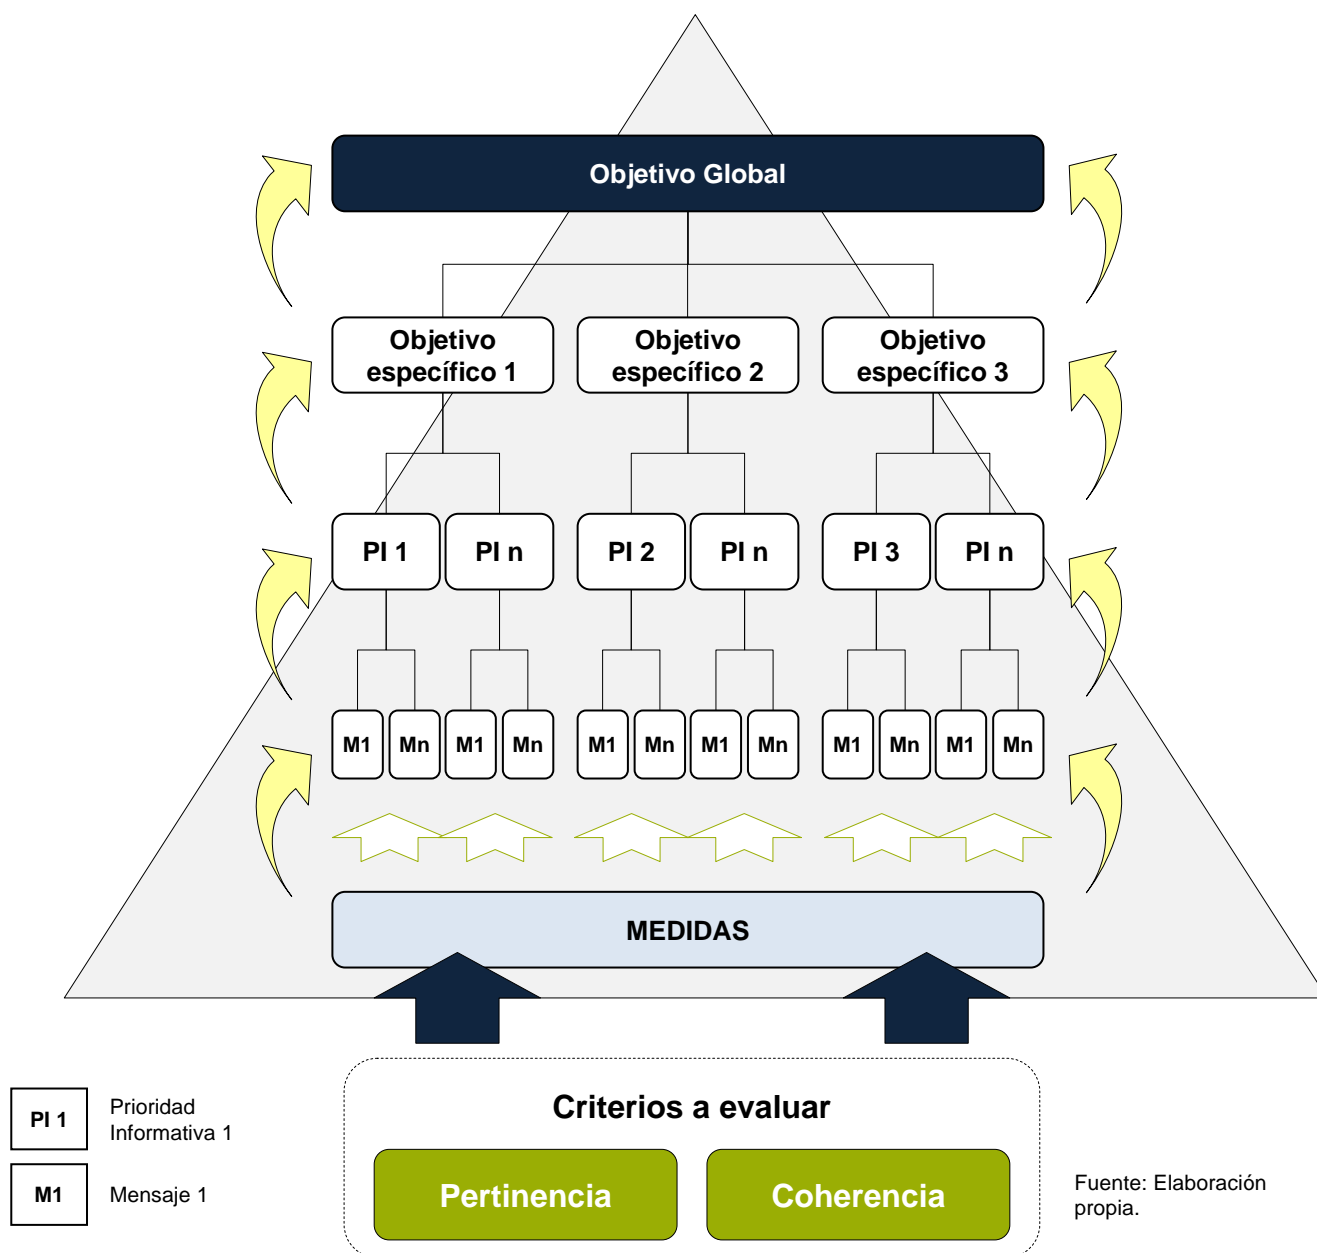 Objetivo Global
Objetivo
específico 1
Objetivo
específico 2
Objetivo
específico 3
PI 1
PI n
PI 2
PI n
PI 3
PI n
M1
Mn
M1
Mn
M1
Mn
M1
Mn
M1
Mn
M1
Mn
MEDIDAS
Criterios a evaluar
Pertinencia
Coherencia
PI 1
Prioridad
Informativa 1
M1
Mensaje 1
Fuente: Elaboración
propia.